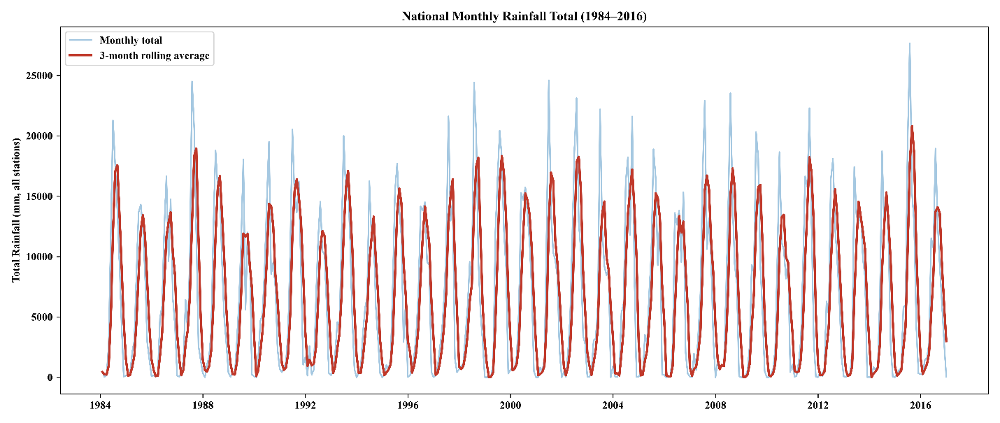 National Monthly Rainfall Total (1984–2016)
Monthly total
3-month rolling average
Total Rainfall (mm, all stations)
25000
20000
15000
10000
5000
0
1984 1988 1992 1996 2000 2004 2008 2012 2016